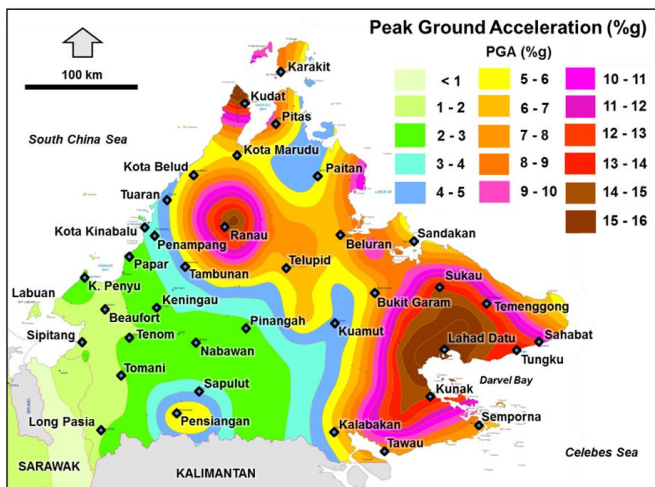 Peak Ground Acceleration (%g)
PGA (%g)
< 1
1 - 2
2 - 3
3 - 4
4 - 5
5 - 6
6 - 7
7 - 8
8 - 9
9 - 10
10 - 11
11 - 12
12 - 13
13 - 14
14 - 15
15 - 16
100 km
Karakit
Kudat
Pitas
South China Sea
Kota Marudu
Kota Belud
Paitan
Tuaran
Kota Kinabalu
Ranau
Penampang
Beluran
Sandakan
Papar
Tambunan
Telupid
K. Penyu
Sukau
Labuan
Keningau
Bukit Garam
Temenggong
Beaufort
Pinangah
Kuamut
Sipitang
Tenom
Nabawan
Lahad Datu
Sahabat
Tungku
Tomani
Sapulut
Darvel Bay
Kunak
Long Pasia
Pensiangan
Kalabakan
Semporna
Tawau
Celebes Sea
SARAWAK
KALIMANTAN